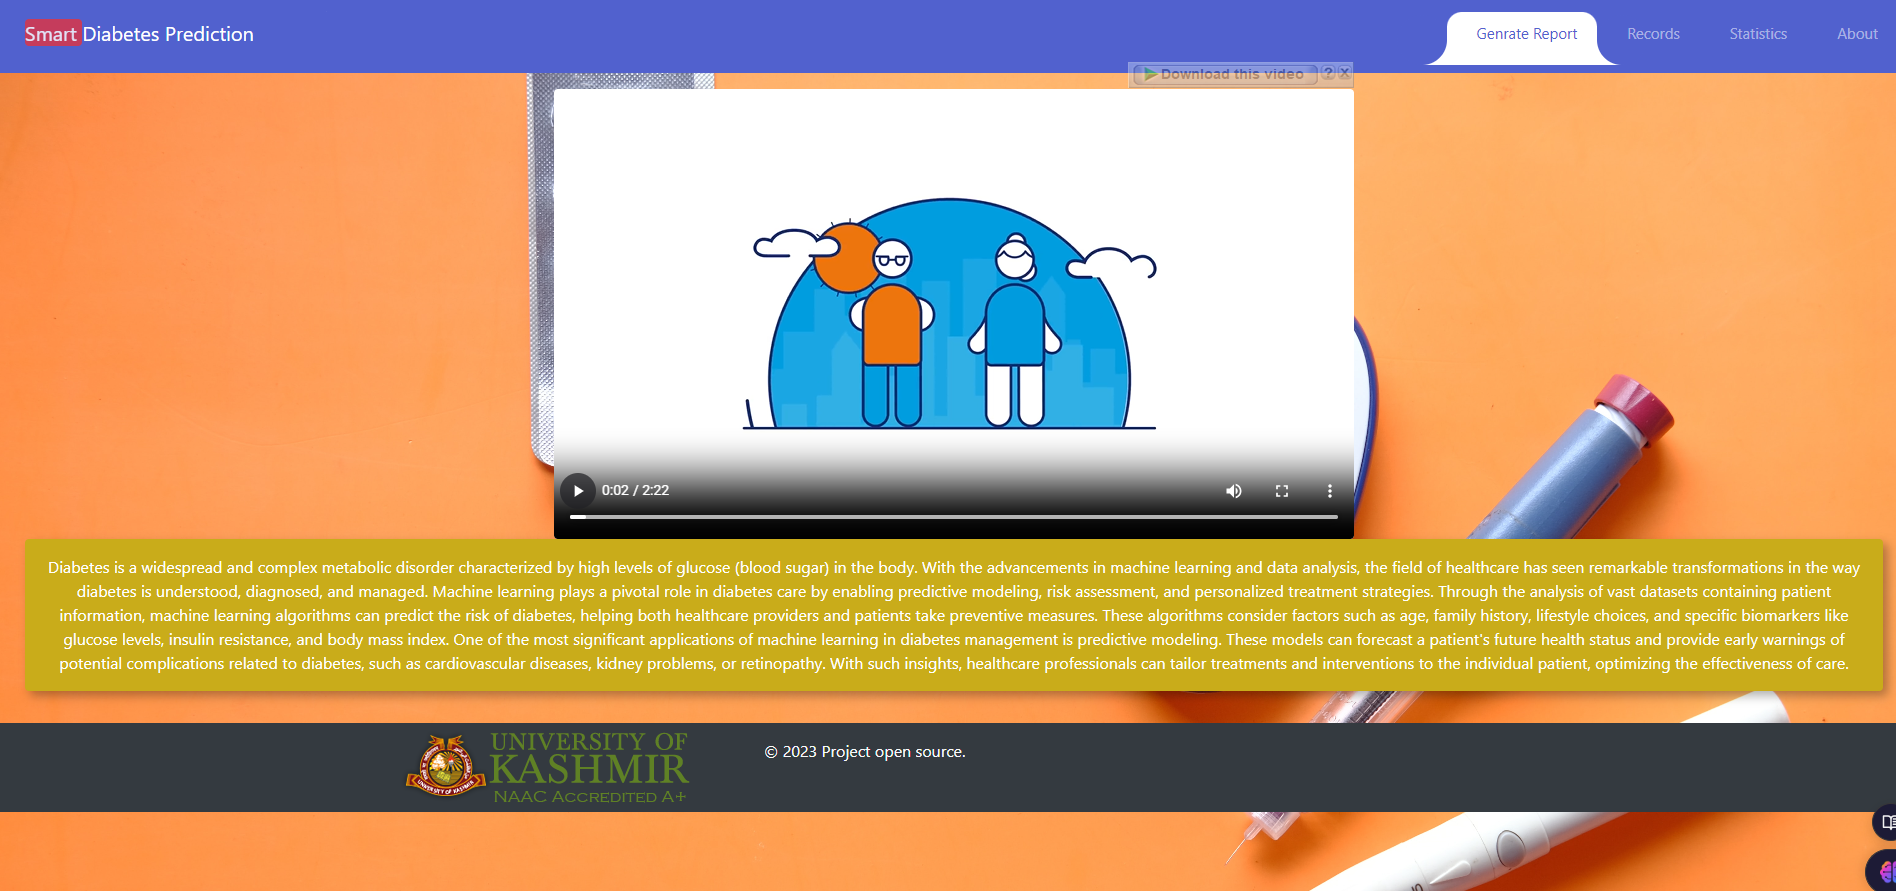 Smart Diabetes Prediction
Genrate Report
Records
Statistics
About
Download this video ? X
0:02 / 2:22
Diabetes is a widespread and complex metabolic disorder characterized by high levels of glucose (blood sugar) in the body. With the advancements in machine learning and data analysis, the field of healthcare has seen remarkable transformations in the way
diabetes is understood, diagnosed, and managed. Machine learning plays a pivotal role in diabetes care by enabling predictive modeling, risk assessment, and personalized treatment strategies. Through the analysis of vast datasets containing patient
information, machine learning algorithms can predict the risk of diabetes, helping both healthcare providers and patients take preventive measures. These algorithms consider factors such as age, family history, lifestyle choices, and specific biomarkers like
glucose levels, insulin resistance, and body mass index. One of the most significant applications of machine learning in diabetes management is predictive modeling. These models can forecast a patient's future health status and provide early warnings of
potential complications related to diabetes, such as cardiovascular diseases, kidney problems, or retinopathy. With such insights, healthcare professionals can tailor treatments and interventions to the individual patient, optimizing the effectiveness of care.
UNIVERSITY OF
KASHMIR
NAAC ACCREDITED A+
© 2023 Project open source.